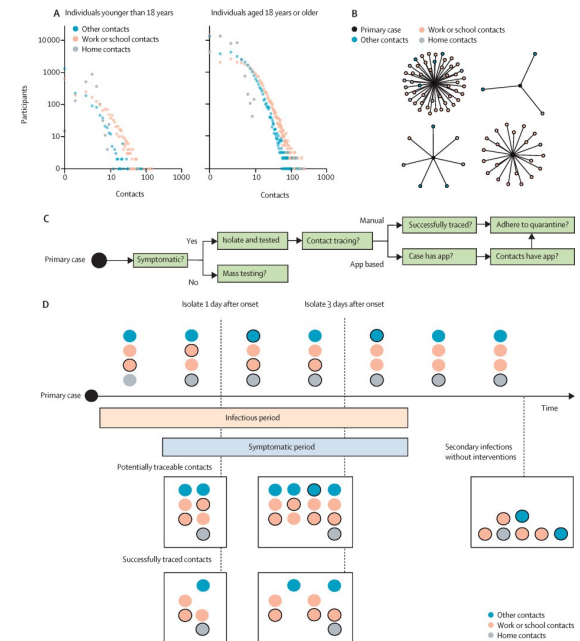 A Individuals younger than 18 years
Other contacts
Work or school contacts
Home contacts
10000
1000
100
10
0
Participants
0 10 100 1000
Contacts
Individuals aged 18 years or older
0 10 100 1000
Contacts
B
Primary case
Other contacts
Work or school contacts
Home contacts
C
Primary case
Symptomatic?
Yes
No
Isolate and tested
Mass testing?
Contact tracing?
Manual
App based
Successfully traced?
Adhere to quarantine?
Case has app?
Contacts have app?
D
Isolate 1 day after onset
Isolate 3 days after onset
Primary case
Time
Infectious period
Symptomatic period
Potentially traceable contacts
Secondary infections
without interventions
Successfully traced contacts
Other contacts
Work or school contacts
Home contacts